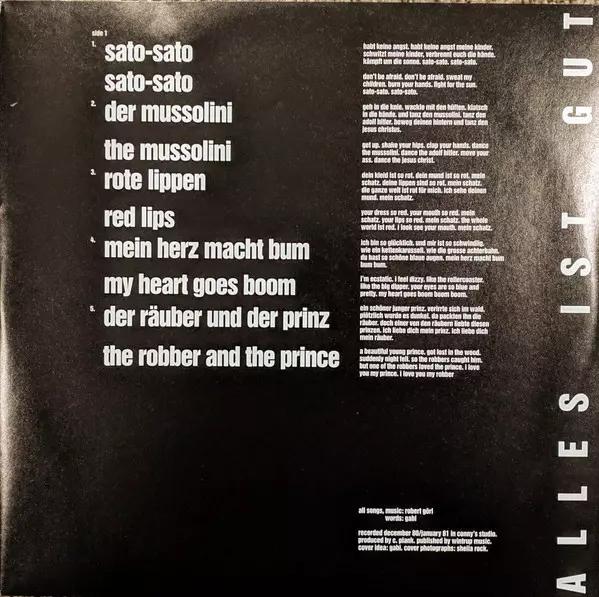 side 1
1. sato-sato
sato-sato
2. der mussolini
the mussolini
3. rote lippen
red lips
4. mein herz macht bum
my heart goes boom
5. der räuber und der prinz
the robber and the prince
habt keine angst. habt keine angst meine kinder.
schwitzt meine kinder, verbrennt euch die hände.
kämpft um die sonne. sato-sato. sato-sato.
don't be afraid. don't be afraid. sweat my
children. burn your hands. fight for the sun.
sato-sato. sato-sato.
geh in die knie. wackle mit den hüften. klatsch
in die hände. und tanz den mussolini. tanz den
adolf hitler. beweg deinen hintern und tanz den
jesus christus.
get up. shake your hips. clap your hands. dance
the mussolini. dance the adolf hitler. move your
ass. dance the jesus christ.
dein kleid ist so rot. dein mund ist so rot. mein
schatz. deine lippen sind so rot. mein schatz.
die ganze welt ist rot für mich. ich sehe deinen
mund. mein schatz.
your dress so red. your mouth so red. mein
schatz. your lips so red. mein schatz. the whole
world ist red. i look see your mouth. mein schatz.
ich bin so glücklich. und mir ist so schwindlig.
wie ein kettenkarussell. wie die grosse achterbahn.
du hast so schöne blaue augen. mein herz macht bum
bum bum.
i'm ecstatic. i feel dizzy. like the rollercoaster.
like the big dipper. your eyes are so blue and
pretty. my heart goes boom boom boom.
ein schöner junger prinz. verirrte sich im wald.
plötzlich wurde es dunkel. da packten ihn die
räuber. doch einer von den räubern liebte diesen
prinzen. ich liebe dich mein prinz. ich liebe dich
mein räuber.
a beautiful young prince. got lost in the wood.
suddenly night fell. so the robbers caught him.
but one of the robbers loved the prince. i love
you my prince. i love you my robber
all songs, music: robert görl
words: gabi
recorded december 80/january 81 in conny's studio.
produced by c. plank. published by wintrup music.
cover idea: gabi. cover photographs: sheila rock.
ALLES IST GUT